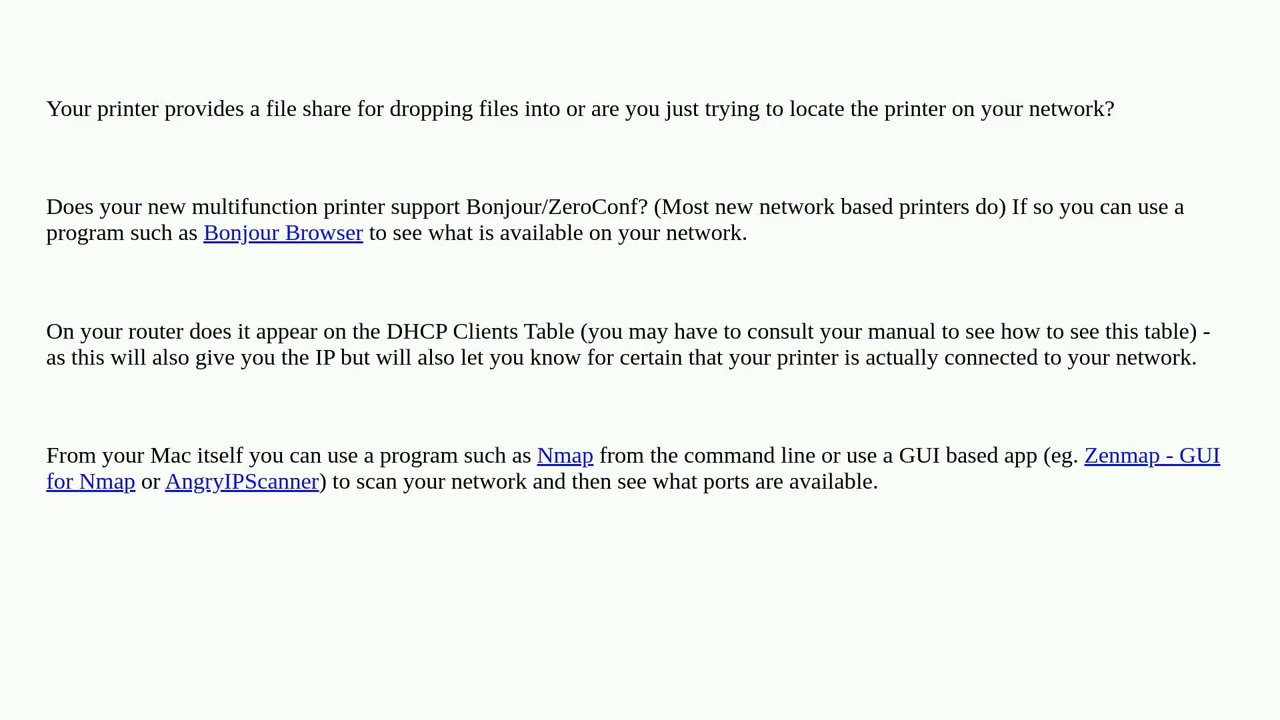 Your printer provides a file share for dropping files into or are you just trying to locate the printer on your network?
Does your new multifunction printer support Bonjour/ZeroConf? (Most new network based printers do) If so you can use a
program such as Bonjour Browser to see what is available on your network.
On your router does it appear on the DHCP Clients Table (you may have to consult your manual to see how to see this table) -
as this will also give you the IP but will also let you know for certain that your printer is actually connected to your network.
From your Mac itself you can use a program such as Nmap from the command line or use a GUI based app (eg. Zenmap - GUI
for Nmap or AngryIPScanner) to scan your network and then see what ports are available.